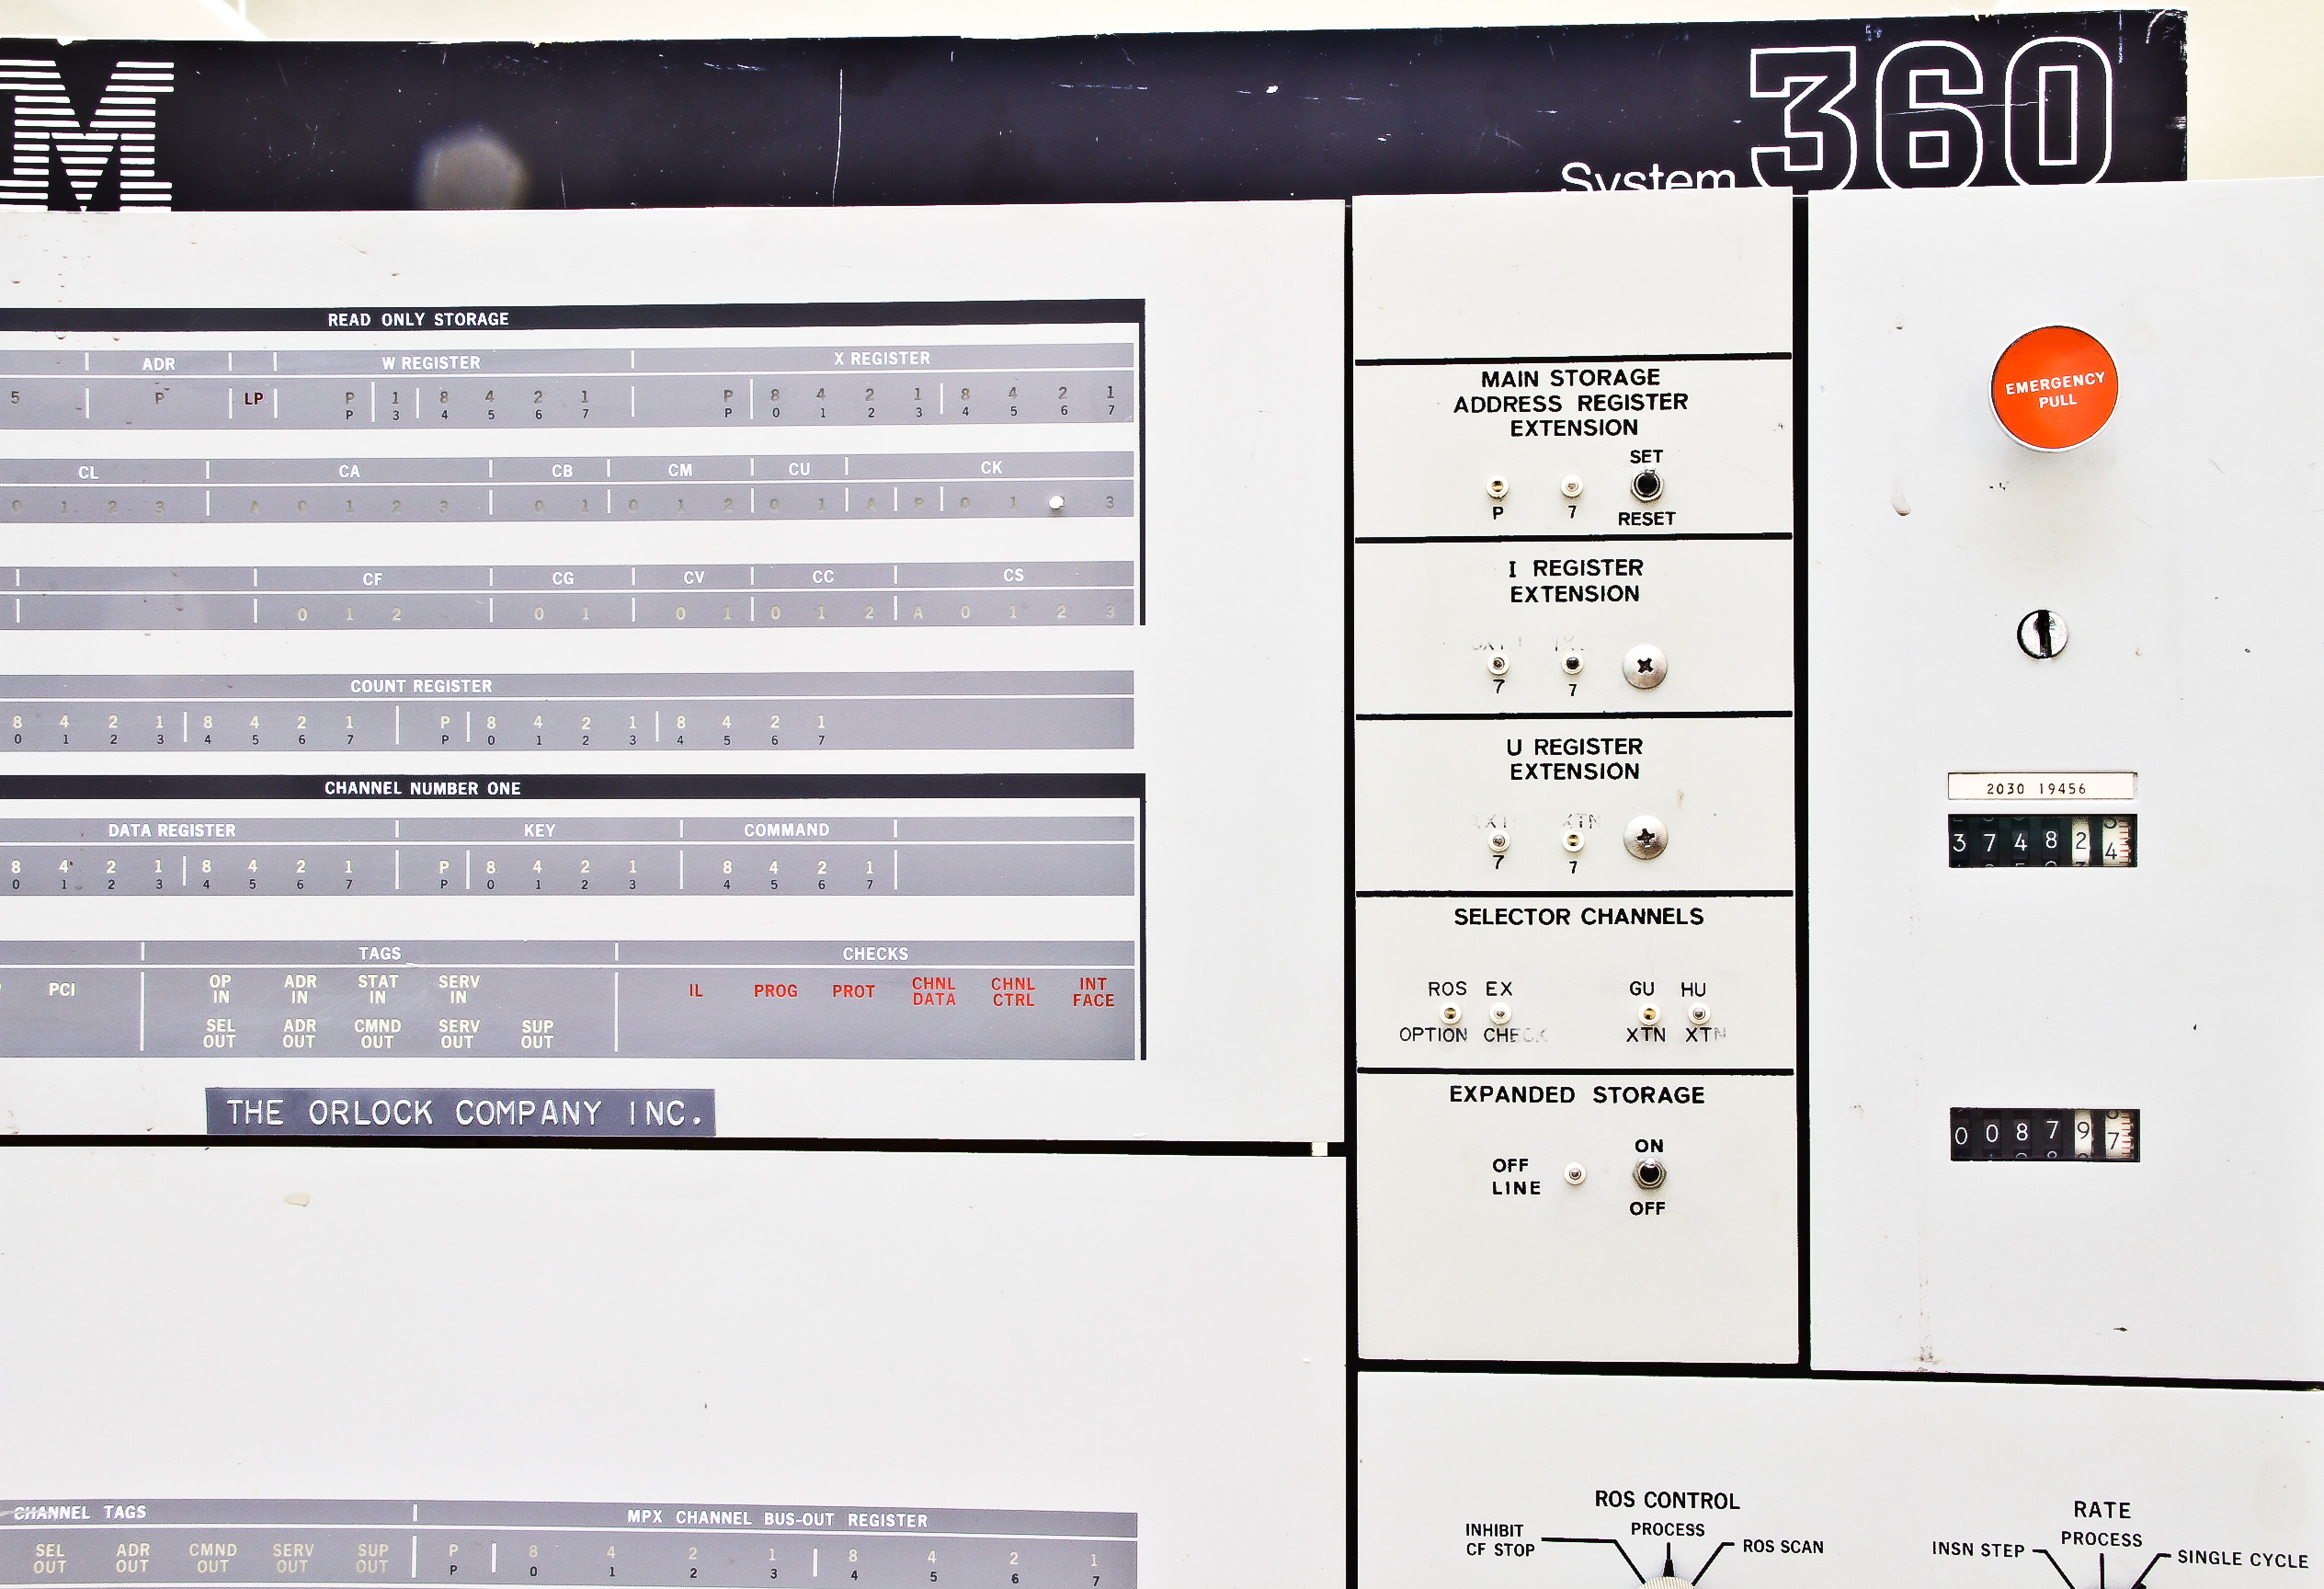 M
System 360
READ ONLY STORAGE
ADR W REGISTER X REGISTER
5 P LP P 1 8 4 2 1 P 8 4 2 1 8 4 2 1
P 3 4 5 6 7 P 0 1 2 3 4 5 6 7
CL CA CB CM CU CK
0 1 2 3 A 0 1 2 3 0 1 0 1 2 0 1 A P 0 1 3
CF CG CV CC CS
0 1 2 0 1 0 1 0 1 2 A 0 1 2 3
COUNT REGISTER
8 4 2 1 8 4 2 1 P 8 4 2 1 8 4 2 1
0 1 2 3 4 5 6 7 P 0 1 2 3 4 5 6 7
CHANNEL NUMBER ONE
DATA REGISTER KEY COMMAND
8 4 2 1 8 4 2 1 P 8 4 2 1 8 4 2 1
0 1 2 3 4 5 6 7 P 0 1 2 3 4 5 6 7
TAGS CHECKS
PCI OP ADR STAT SERV IL PROG PROT CHNL CHNL INT
IN IN IN IN DATA CTRL FACE
SEL ADR CMND SERV SUP
OUT OUT OUT OUT OUT
THE ORLOCK COMPANY INC.
CHANNEL TAGS MPX CHANNEL BUS-OUT REGISTER
SEL ADR CMND SERV SUP P 8 4 2 1 8 4 2 1
OUT OUT OUT OUT OUT P 0 1 2 3 4 5 6 7
MAIN STORAGE
ADDRESS REGISTER
EXTENSION
SET
P 7 RESET
I REGISTER
EXTENSION
7 7
U REGISTER
EXTENSION
XTN
7 7
SELECTOR CHANNELS
ROS EX GU HU
OPTION CHECK XTN XTN
EXPANDED STORAGE
ON
OFF
LINE
OFF
EMERGENCY
PULL
2030 19456
3 7 4 8 2 4
0 0 8 7 9 7
ROS CONTROL
PROCESS
INHIBIT
CF STOP
ROS SCAN
RATE
PROCESS
INSN STEP
SINGLE CYCLE